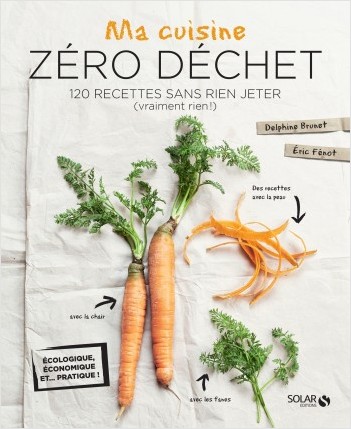 Ma cuisine
ZÉRO DÉCHET
120 RECETTES SANS RIEN JETER
(vraiment rien!)
Delphine Brunet
Éric Fénot
Des recettes
avec la peau
avec la chair
ÉCOLOGIQUE,
ÉCONOMIQUE
ET... PRATIQUE !
avec les fanes
SOLAR
ÉDITIONS